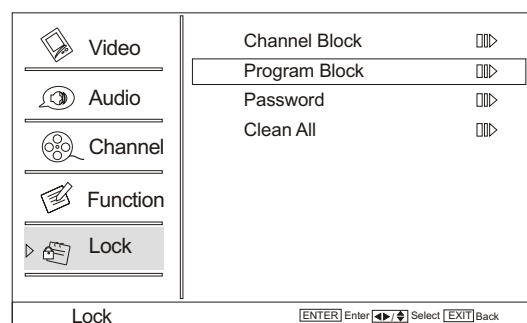 Video
Audio
Channel
Function
Lock
Channel Block
Program Block
Password
Clean All
Lock
ENTER Enter ◀▶/▲▼ Select EXIT Back